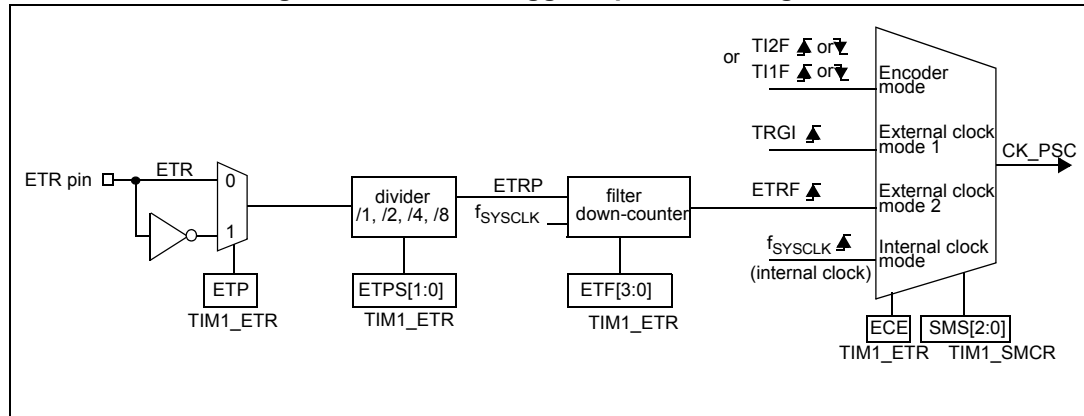 TI2F or
or
TI1F or
Encoder
mode
TRGI
External clock
mode 1
CK_PSC
ETR pin
ETR
0
1
divider
/1, /2, /4, /8
ETRP
fSYSCLK
filter
down-counter
ETRF
External clock
mode 2
fSYSCLK
(internal clock)
Internal clock
mode
ETP
TIM1_ETR
ETPS[1:0]
TIM1_ETR
ETF[3:0]
TIM1_ETR
ECE
TIM1_ETR
SMS[2:0]
TIM1_SMCR